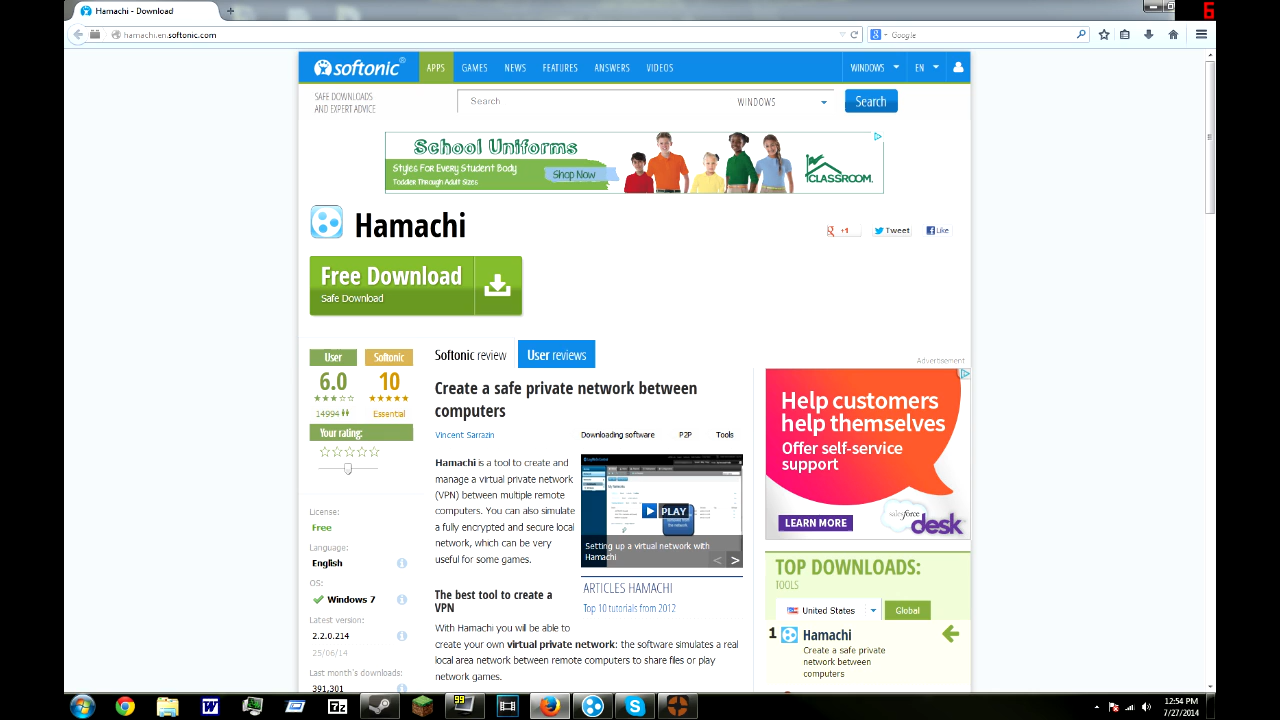 Hamachi - Download
6
hamachi.en.softonic.com
Google
softonic
APPS
GAMES
NEWS
FEATURES
ANSWERS
VIDEOS
WINDOWS
EN
SAFE DOWNLOADS
AND EXPERT ADVICE
Search
WINDOWS
Search
School Uniforms
Styles For Every Student Body
Toddler Through Adult Sizes
Shop Now
CLASSROOM
Hamachi
+1
Tweet
Like
Free Download
Safe Download
User
Softonic
6.0
10
14994
Essential
Your rating:
License:
Free
Language:
English
OS:
Windows 7
Latest version:
2.2.0.214
25/06/14
Last month's downloads:
391,301
Softonic review
User reviews
Create a safe private network between
computers
Vincent Sarrazin
Downloading software
P2P
Tools
Hamachi is a tool to create and
manage a virtual private network
(VPN) between multiple remote
computers. You can also simulate
a fully encrypted and secure local
network, which can be very
useful for some games.
PLAY
Setting up a virtual network with
Hamachi
< >
ARTICLES HAMACHI
Top 10 tutorials from 2012
The best tool to create a
VPN
With Hamachi you will be able to
create your own virtual private network: the software simulates a real
local area network between remote computers to share files or play
network games.
Advertisement
Help customers
help themselves
Offer self-service
support
LEARN MORE
salesforce
desk
TOP DOWNLOADS:
TOOLS
United States
Global
1
Hamachi
Create a safe private
network between
computers
99
12:54 PM
7/27/2014